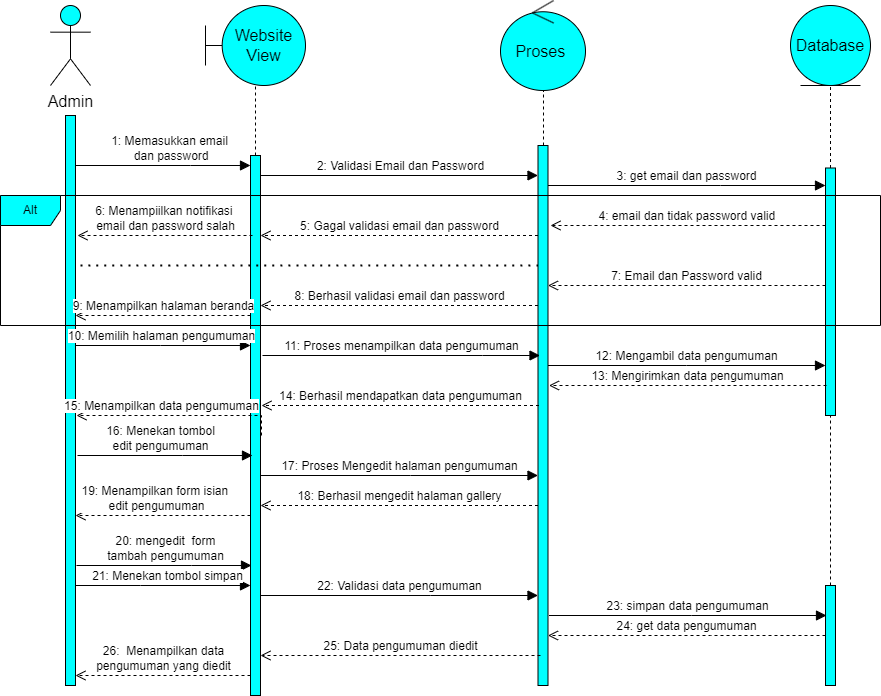 Website
View
Proses
Database
Admin
1: Memasukkan email
dan password
2: Validasi Email dan Password
3: get email dan password
Alt
4: email dan tidak password valid
5: Gagal validasi email dan password
6: Menampiilkan notifikasi
email dan password salah
7: Email dan Password valid
8: Berhasil validasi email dan password
9: Menampilkan halaman beranda
10: Memilih halaman pengumuman
11: Proses menampilkan data pengumuman
12: Mengambil data pengumuman
13: Mengirimkan data pengumuman
14: Berhasil mendapatkan data pengumuman
15: Menampilkan data pengumuman
16: Menekan tombol
edit pengumuman
17: Proses Mengedit halaman pengumuman
18: Berhasil mengedit halaman gallery
19: Menampilkan form isian
edit pengumuman
20: mengedit form
tambah pengumuman
21: Menekan tombol simpan
22: Validasi data pengumuman
23: simpan data pengumuman
24: get data pengumuman
25: Data pengumuman diedit
26: Menampilkan data
pengumuman yang diedit